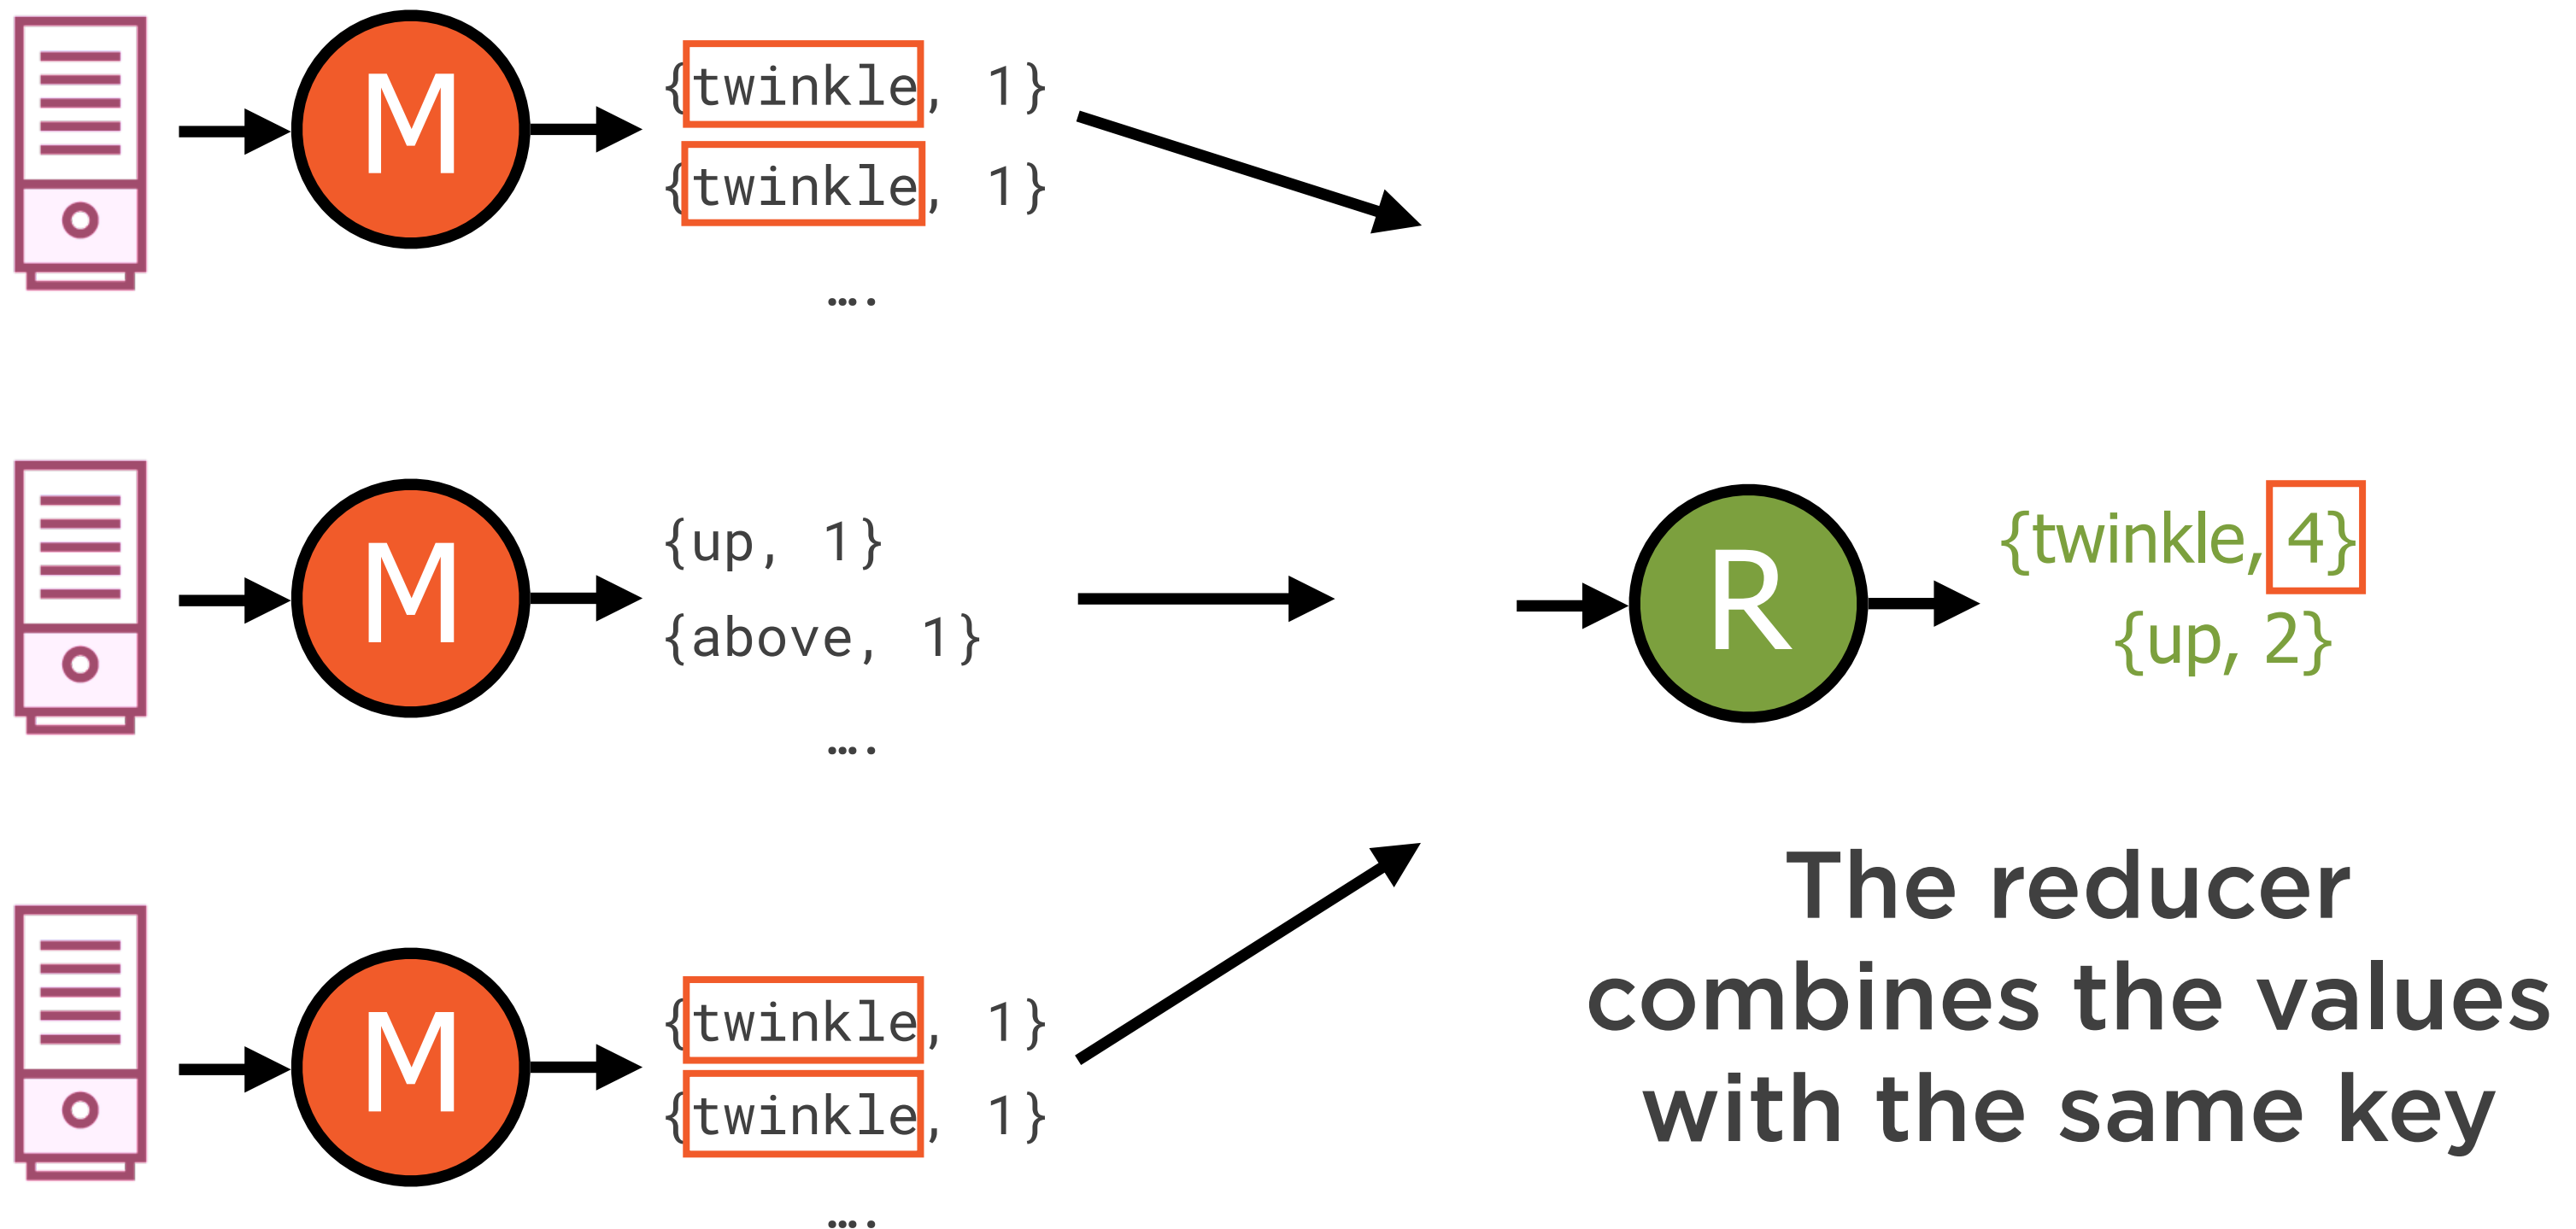 M
{twinkle, 1}
{twinkle, 1}
….
M
{up, 1}
{above, 1}
….
M
{twinkle, 1}
{twinkle, 1}
….
R
{twinkle, 4}
{up, 2}
The reducer
combines the values
with the same key